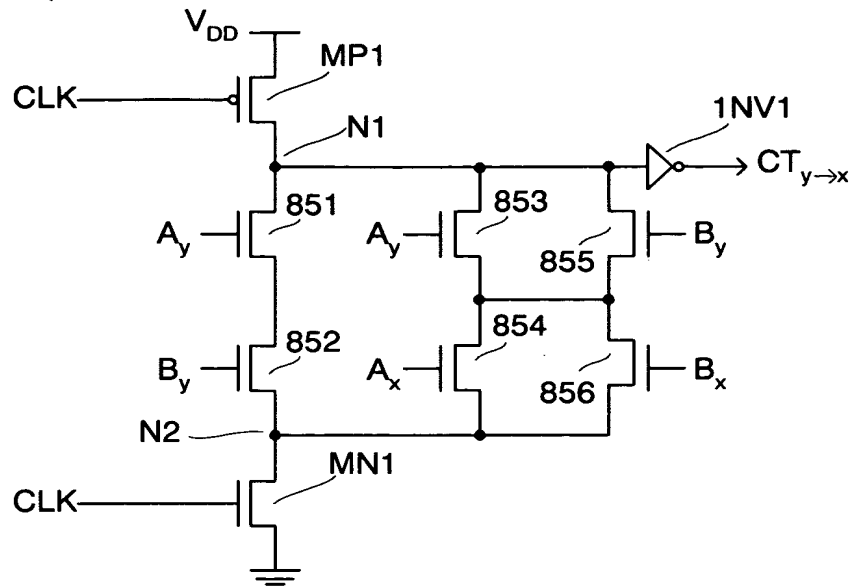 V_DD
MP1
CLK
N1
1NV1
CT_y→x
851
853
A_y
A_y
855
B_y
852
854
B_y
A_x
856
B_x
N2
MN1
CLK